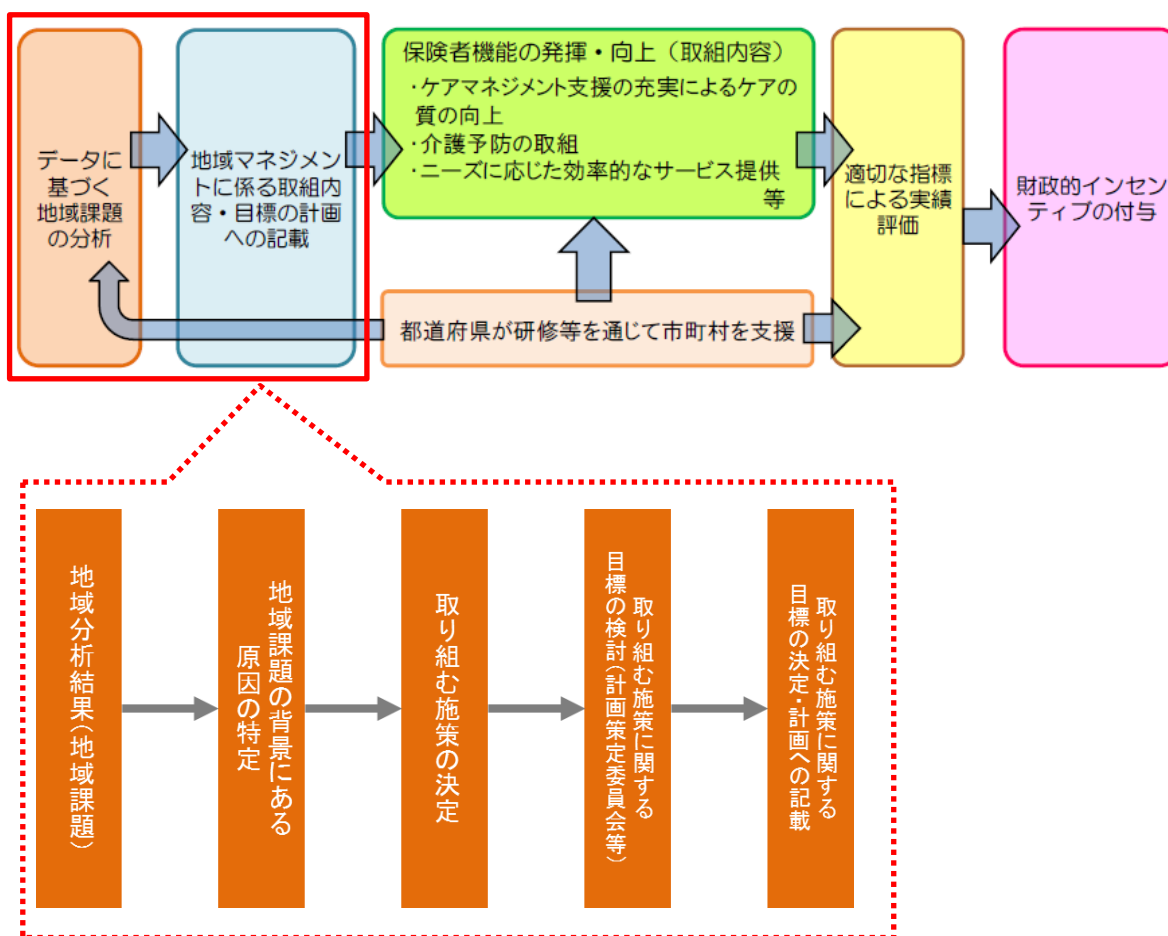 データに
基づく
地域課題
の分析
地域マネジメン
トに係る取組内
容・目標の計画
への記載
保険者機能の発揮・向上（取組内容）
・ケアマネジメント支援の充実によるケアの
質の向上
・介護予防の取組
・ニーズに応じた効率的なサービス提供
等
適切な指標
による実績
評価
財政的インセン
ティブの付与
都道府県が研修等を通じて市町村を支援
地域分析結果（地域課題）
地域課題の背景にある
原因の特定
取り組む施策の決定
取り組む施策に関する
目標の検討（計画策定委員会等）
取り組む施策に関する
目標の決定・計画への記載